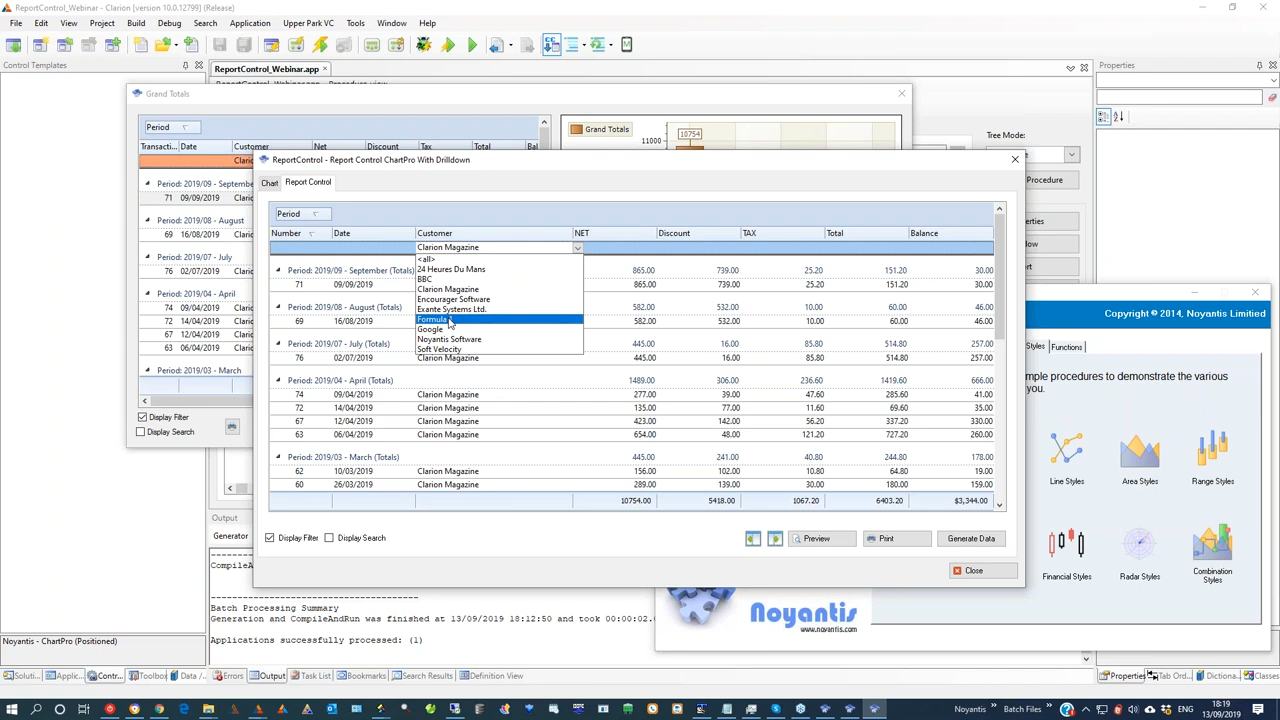 ReportControl_Webinar - Clarion (version 10.0.12799) (Release)
File Edit View Project Build Debug Search Application Upper Park VC Tools Window Help
Control Templates
ReportControl_Webinar.app
Properties
Grand Totals
Period
Transacti... Date Customer Net Discount Tax Total Bal
Period: 2019/09 - Septembe
71 09/09/2019 Clario
Period: 2019/08 - August
69 16/08/2019 Clario
Period: 2019/07 - July
76 02/07/2019 Clario
Period: 2019/04 - April
74 09/04/2019 Clario
72 14/04/2019 Clario
67 12/04/2019 Clario
63 06/04/2019 Clario
Period: 2019/03 - March
Display Filter
Display Search
Grand Totals
10754
11000
Tree Mode:
Procedure
ReportControl - Report Control ChartPro With Drilldown
Chart Report Control
Period
Number Date Customer NET Discount TAX Total Balance
Clarion Magazine
<all>
24 Heures Du Mans
BBC
Clarion Magazine
Encourager Software
Exante Systems Ltd.
Formula
Google
Noyantis Software
Soft Velocity
Period: 2019/09 - September (Totals) 865.00 739.00 25.20 151.20 30.00
71 09/09/2019 865.00 739.00 25.20 151.20 30.00
Period: 2019/08 - August (Totals) 582.00 532.00 10.00 60.00 46.00
69 16/08/2019 582.00 532.00 10.00 60.00 46.00
Period: 2019/07 - July (Totals) 445.00 16.00 85.80 514.80 257.00
76 02/07/2019 Clarion Magazine 445.00 16.00 85.80 514.80 257.00
Period: 2019/04 - April (Totals) 1489.00 306.00 236.60 1419.60 666.00
74 09/04/2019 Clarion Magazine 277.00 39.00 47.60 285.60 41.00
72 14/04/2019 Clarion Magazine 135.00 77.00 11.60 69.60 35.00
67 12/04/2019 Clarion Magazine 423.00 142.00 56.20 337.20 330.00
63 06/04/2019 Clarion Magazine 654.00 48.00 121.20 727.20 260.00
Period: 2019/03 - March (Totals) 445.00 241.00 40.80 244.80 178.00
62 10/03/2019 Clarion Magazine 156.00 102.00 10.80 64.80 19.00
60 26/03/2019 Clarion Magazine 289.00 139.00 30.00 180.00 159.00
10754.00 5418.00 1067.20 6403.20 $3,344.00
Display Filter Display Search Preview Print Generate Data
Close
Copyright © 2014, Noyantis Limited
Styles Functions
mple procedures to demonstrate the various
you.
Line Styles Area Styles Range Styles
Financial Styles Radar Styles Combination
Styles
Noyantis
www.noyantis.com
Output
Generator
CompileA
Batch Processing Summary
Generation and CompileAndRun was finished at 13/09/2019 18:12:50 and took 00:00:02.
Applications successfully processed: (1)
Noyantis - ChartPro (Positioned)
Soluti... Applic... Contr... Toolbox Data / Errors Output Task List Bookmarks Search Results Definition View Properties Tab Ord... Dictiona... Classes
Noyantis Batch Files 18:19
13/09/2019